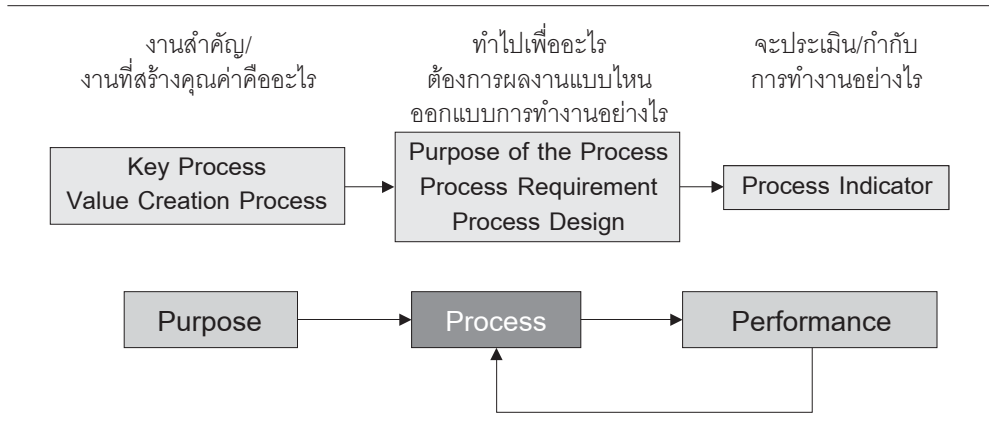 งานสำคัญ/
งานที่สร้างคุณค่าคืออะไร
ทำไปเพื่ออะไร
ต้องการผลงานแบบไหน
ออกแบบการทำงานอย่างไร
จะประเมิน/กำกับ
การทำงานอย่างไร
Key Process
Value Creation Process
Purpose of the Process
Process Requirement
Process Design
Process Indicator
Purpose
Process
Performance